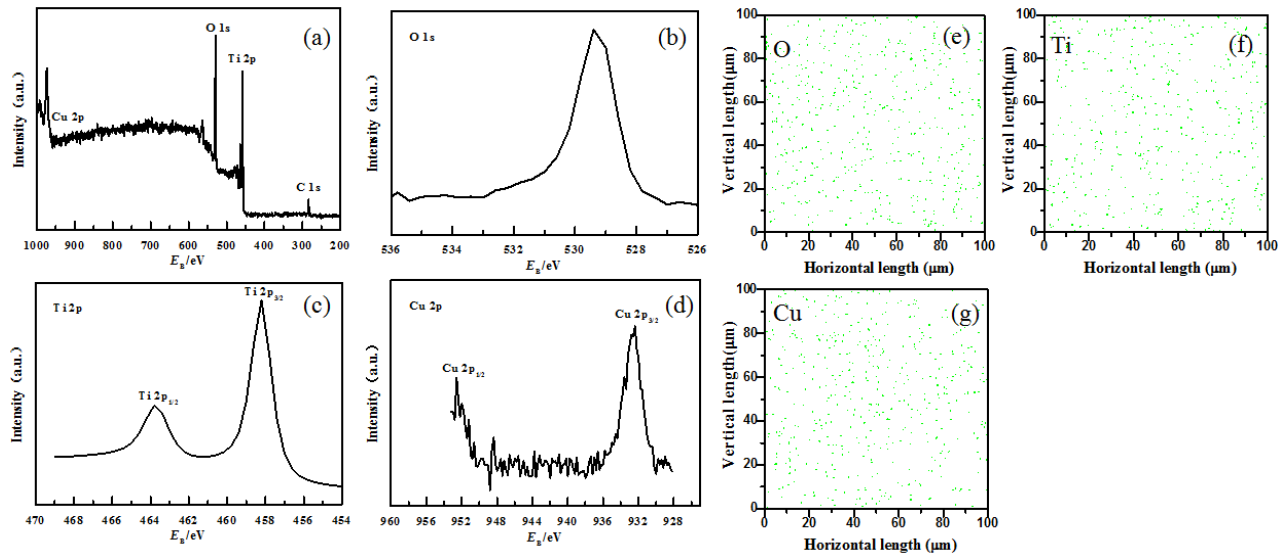 (a)
O 1s
Ti 2p
Cu 2p
C 1s
Intensity (a.u.)
1000 900 800 700 600 500 400 300 200
E_B/eV
(b)
O 1s
Intensity (a.u.)
536 534 532 530 528 526
E_B/eV
(e)
O
Vertical length(μm)
100
80
60
40
20
0
0 20 40 60 80 100
Horizontal length (μm)
(f)
Ti
Vertical length(μm)
100
80
60
40
20
0
0 20 40 60 80 100
Horizontal length (μm)
(c)
Ti 2p
Ti 2p3/2
Ti 2p1/2
Intensity (a.u.)
470 468 466 464 462 460 458 456 454
E_B/eV
(d)
Cu 2p
Cu 2p3/2
Cu 2p1/2
Intensity (a.u.)
960 956 952 948 944 940 936 932 928
E_B/eV
(g)
Cu
Vertical length(μm)
100
80
60
40
20
0
0 20 40 60 80 100
Horizontal length (μm)